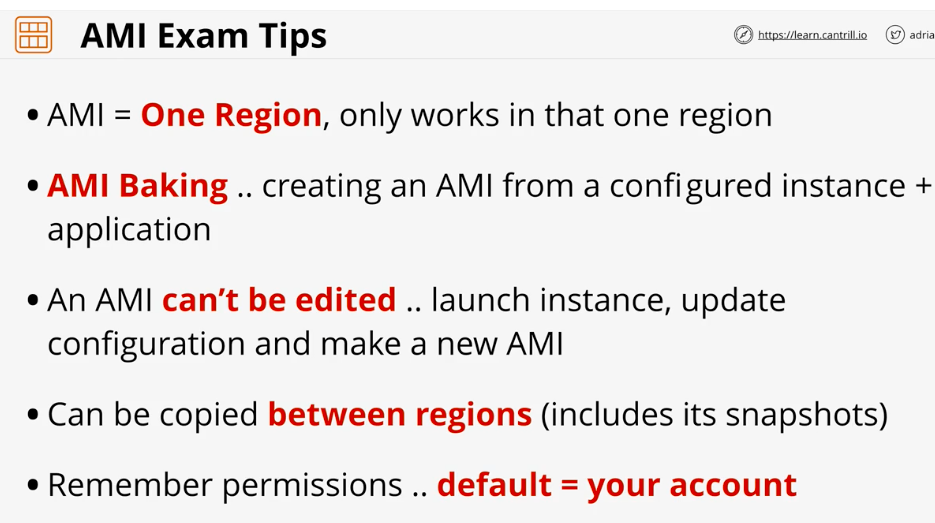 AMI Exam Tips
https://learn.cantrill.io
adria
• AMI = One Region, only works in that one region
• AMI Baking .. creating an AMI from a configured instance +
application
• An AMI can’t be edited .. launch instance, update
configuration and make a new AMI
• Can be copied between regions (includes its snapshots)
• Remember permissions .. default = your account